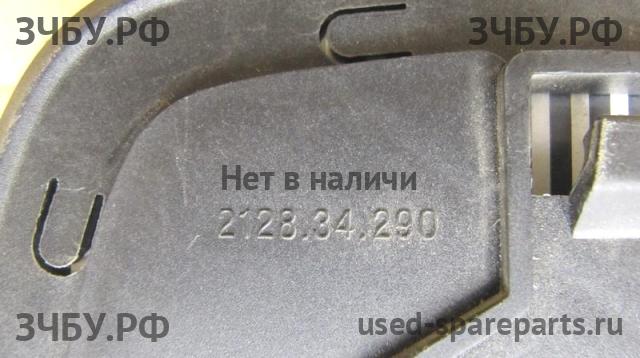 ЗЧБУ.РФ
ЗЧБУ.РФ
Нет в наличи
2128.34.290
ЗЧБУ.РФ
used-spareparts.ru